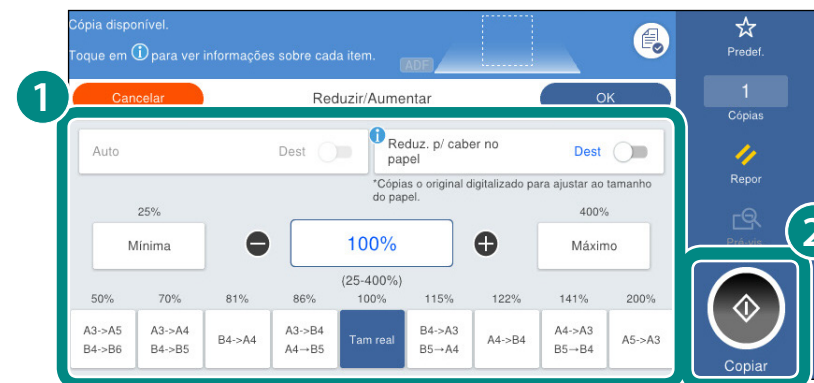 Cópia disponível.
Toque em i para ver informações sobre cada item.
ADF
Predef.
1
Cancelar
Reduzir/Aumentar
OK
1
Cópias
Auto
Dest
i
Reduz. p/ caber no
papel
Dest
*Cópias o original digitalizado para ajustar ao tamanho
do papel.
Repor
25%
400%
Mínima
100%
Máximo
Pré-vis
2
(25-400%)
50% 70% 81% 86% 100% 115% 122% 141% 200%
A3->A5
B4->B6
A3->A4
B4->B5
B4->A4
A3->B4
A4→B5
Tam real
B4->A3
B5→A4
A4->B4
A4->A3
B5→B4
A5->A3
Copiar